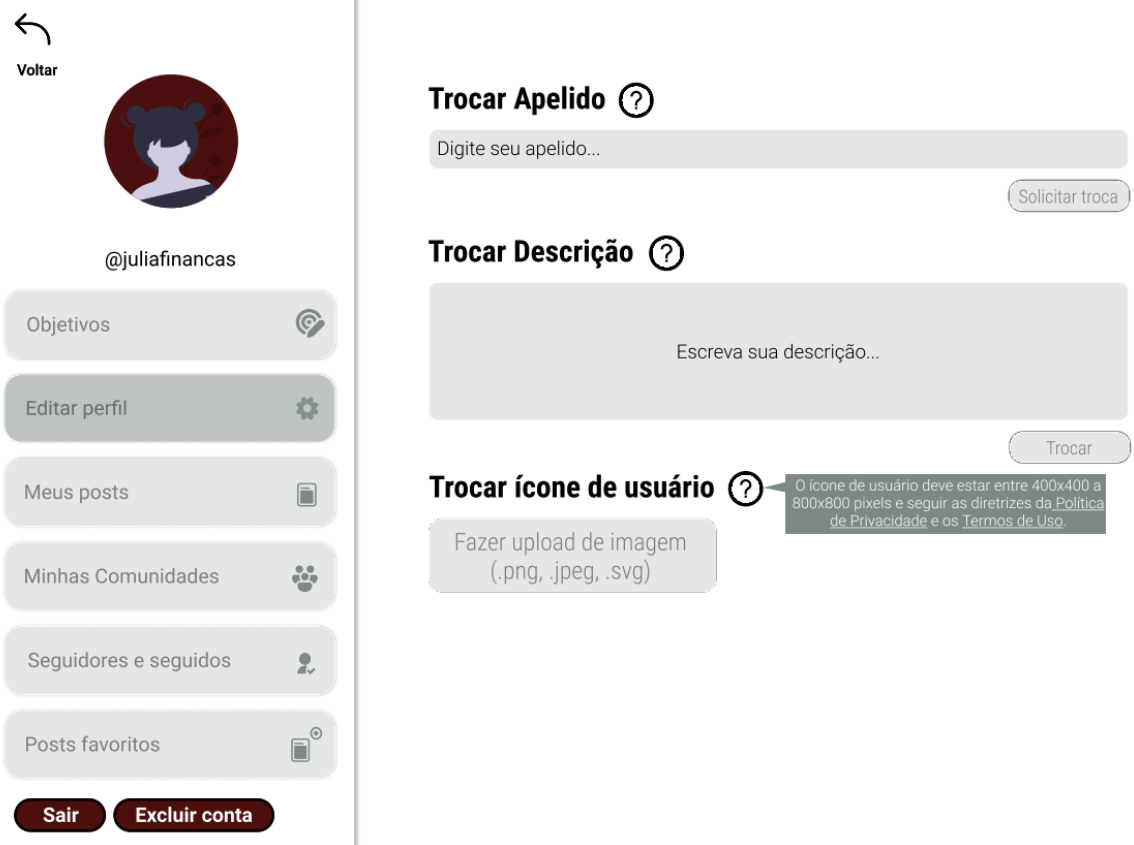 Voltar
@juliafinancas
Objetivos
Editar perfil
Meus posts
Minhas Comunidades
Seguidores e seguidos
Posts favoritos
Sair
Excluir conta
Trocar Apelido ?
Digite seu apelido...
Solicitar troca
Trocar Descrição ?
Escreva sua descrição...
Trocar
Trocar ícone de usuário ?
O ícone de usuário deve estar entre 400x400 a
800x800 pixels e seguir as diretrizes da Política
de Privacidade e os Termos de Uso.
Fazer upload de imagem
(.png, .jpeg, .svg)